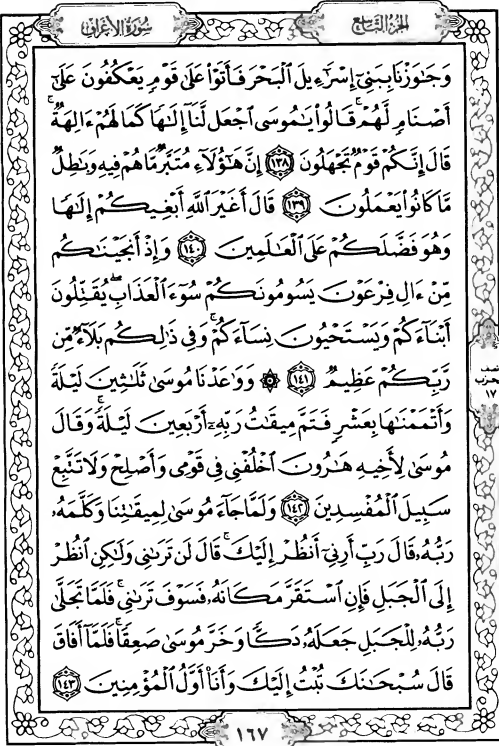 الجزء التاسع
سورة الأعراف
وَجَٰوَزْنَا بِبَنِىٓ إِسْرَٰٓءِيلَ ٱلْبَحْرَ فَأَتَوْا۟ عَلَىٰ قَوْمٍ يَعْكُفُونَ عَلَىٰٓ
أَصْنَامٍ لَّهُمْ ۚ قَالُوا۟ يَٰمُوسَى ٱجْعَل لَّنَآ إِلَٰهًا كَمَا لَهُمْ ءَالِهَةٌ ۚ
قَالَ إِنَّكُمْ قَوْمٌ تَجْهَلُونَ ١٣٨ إِنَّ هَٰٓؤُلَآءِ مُتَبَّرٌ مَّا هُمْ فِيهِ وَبَٰطِلٌ
مَّا كَانُوا۟ يَعْمَلُونَ ١٣٩ قَالَ أَغَيْرَ ٱللَّهِ أَبْغِيكُمْ إِلَٰهًا
وَهُوَ فَضَّلَكُمْ عَلَى ٱلْعَٰلَمِينَ ١٤٠ وَإِذْ أَنجَيْنَٰكُم
مِّنْ ءَالِ فِرْعَوْنَ يَسُومُونَكُمْ سُوٓءَ ٱلْعَذَابِ ۖ يُقَتِّلُونَ
أَبْنَآءَكُمْ وَيَسْتَحْيُونَ نِسَآءَكُمْ ۚ وَفِى ذَٰلِكُم بَلَآءٌ مِّن
رَّبِّكُمْ عَظِيمٌ ١٤١ ۞ وَوَٰعَدْنَا مُوسَىٰ ثَلَٰثِينَ لَيْلَةً
وَأَتْمَمْنَٰهَا بِعَشْرٍ فَتَمَّ مِيقَٰتُ رَبِّهِۦٓ أَرْبَعِينَ لَيْلَةً ۚ وَقَالَ
مُوسَىٰ لِأَخِيهِ هَٰرُونَ ٱخْلُفْنِى فِى قَوْمِى وَأَصْلِحْ وَلَا تَتَّبِعْ
سَبِيلَ ٱلْمُفْسِدِينَ ١٤٢ وَلَمَّا جَآءَ مُوسَىٰ لِمِيقَٰتِنَا وَكَلَّمَهُۥ
رَبُّهُۥ قَالَ رَبِّ أَرِنِىٓ أَنظُرْ إِلَيْكَ ۚ قَالَ لَن تَرَىٰنِى وَلَٰكِنِ ٱنظُرْ
إِلَى ٱلْجَبَلِ فَإِنِ ٱسْتَقَرَّ مَكَانَهُۥ فَسَوْفَ تَرَىٰنِى ۚ فَلَمَّا تَجَلَّىٰ
رَبُّهُۥ لِلْجَبَلِ جَعَلَهُۥ دَكًّا وَخَرَّ مُوسَىٰ صَعِقًا ۚ فَلَمَّآ أَفَاقَ
قَالَ سُبْحَٰنَكَ تُبْتُ إِلَيْكَ وَأَنَا۠ أَوَّلُ ٱلْمُؤْمِنِينَ ١٤٣
نصف
الحزب
١٧
١٦٧